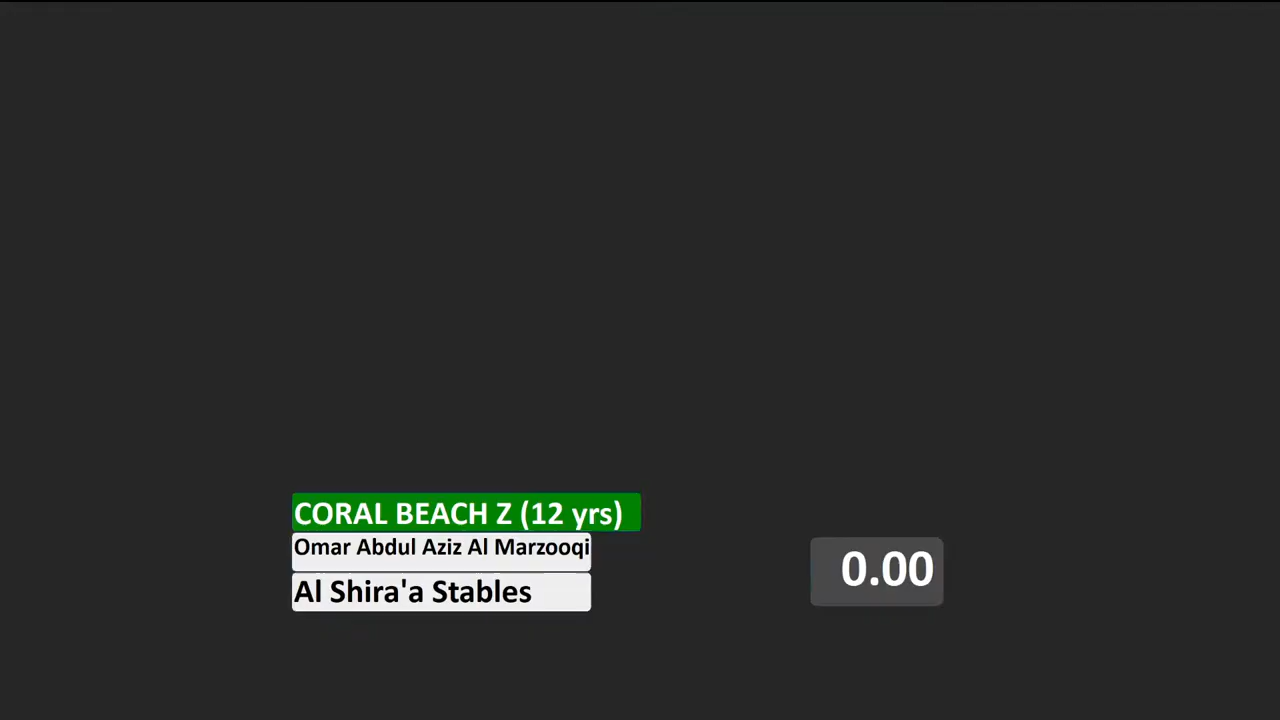 CORAL BEACH Z (12 yrs)
Omar Abdul Aziz Al Marzooqi
Al Shira'a Stables
0.00